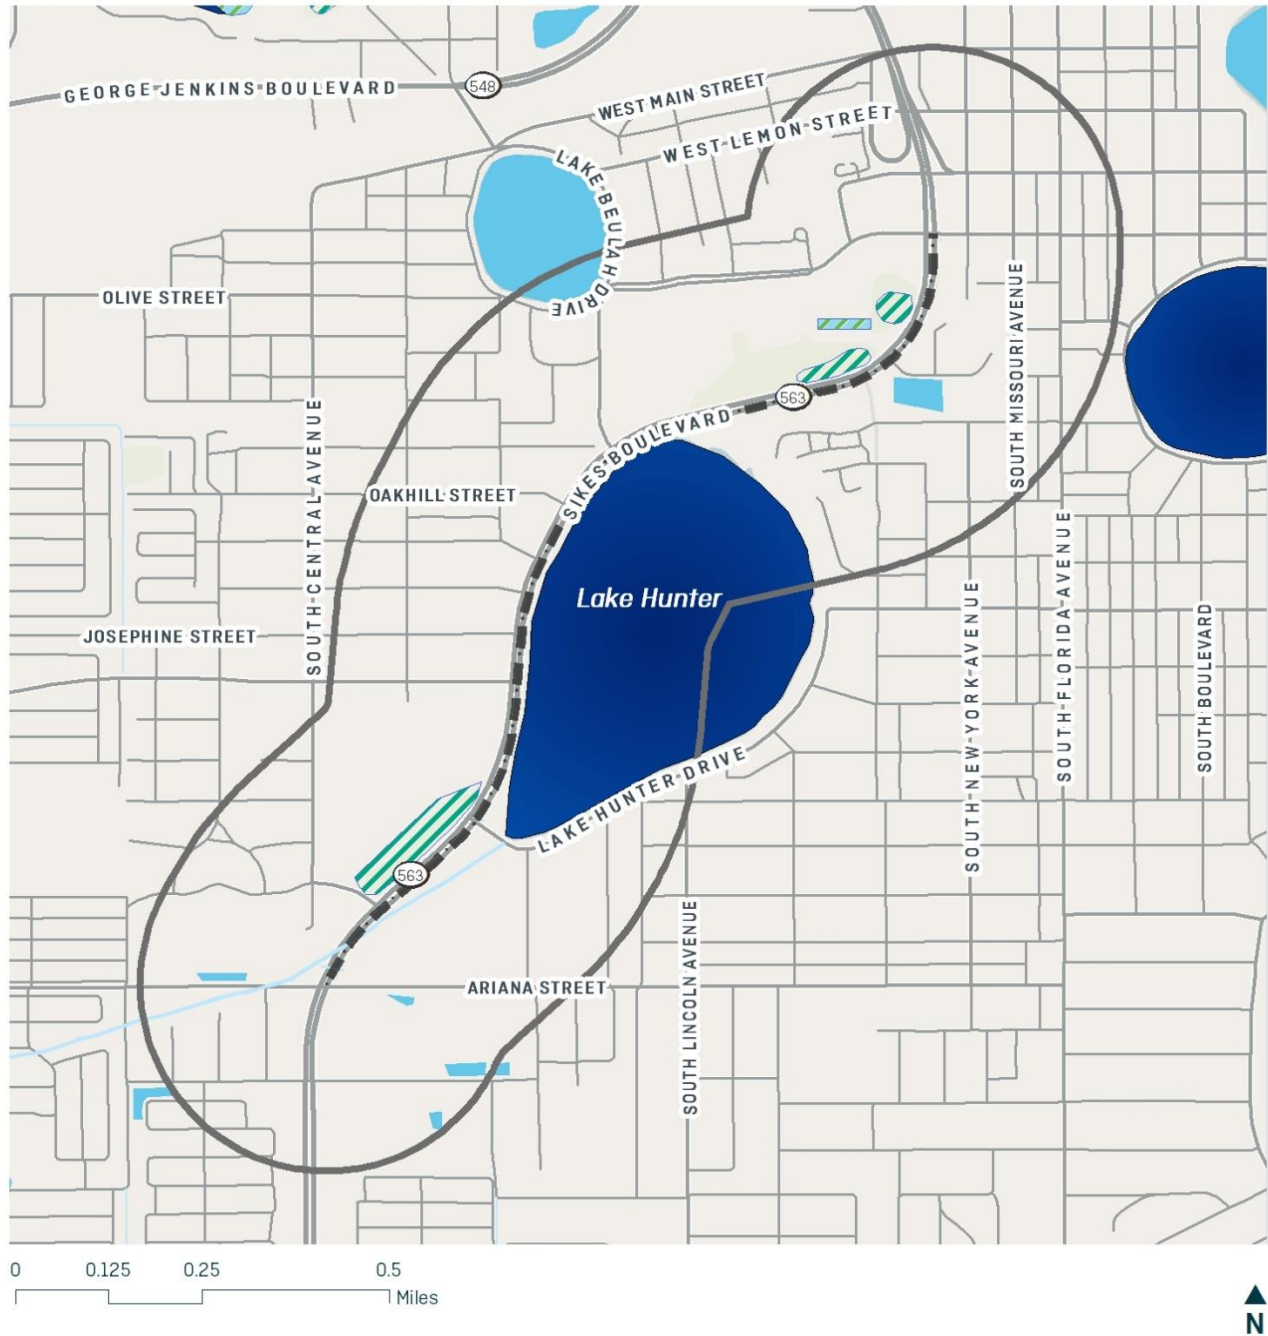 548
GEORGE JENKINS BOULEVARD
WEST MAIN STREET
WEST LEMON STREET
LAKE BEULAH DRIVE
OLIVE STREET
SOUTH MISSOURI AVENUE
563
SIKES BOULEVARD
SOUTH CENTRAL AVENUE
OAKHILL STREET
SOUTH FLORIDA AVENUE
Lake Hunter
JOSEPHINE STREET
SOUTH NEW YORK AVENUE
SOUTH BOULEVARD
LAKE HUNTER DRIVE
563
SOUTH LINCOLN AVENUE
ARIANA STREET
0 0.125 0.25 0.5
Miles
N